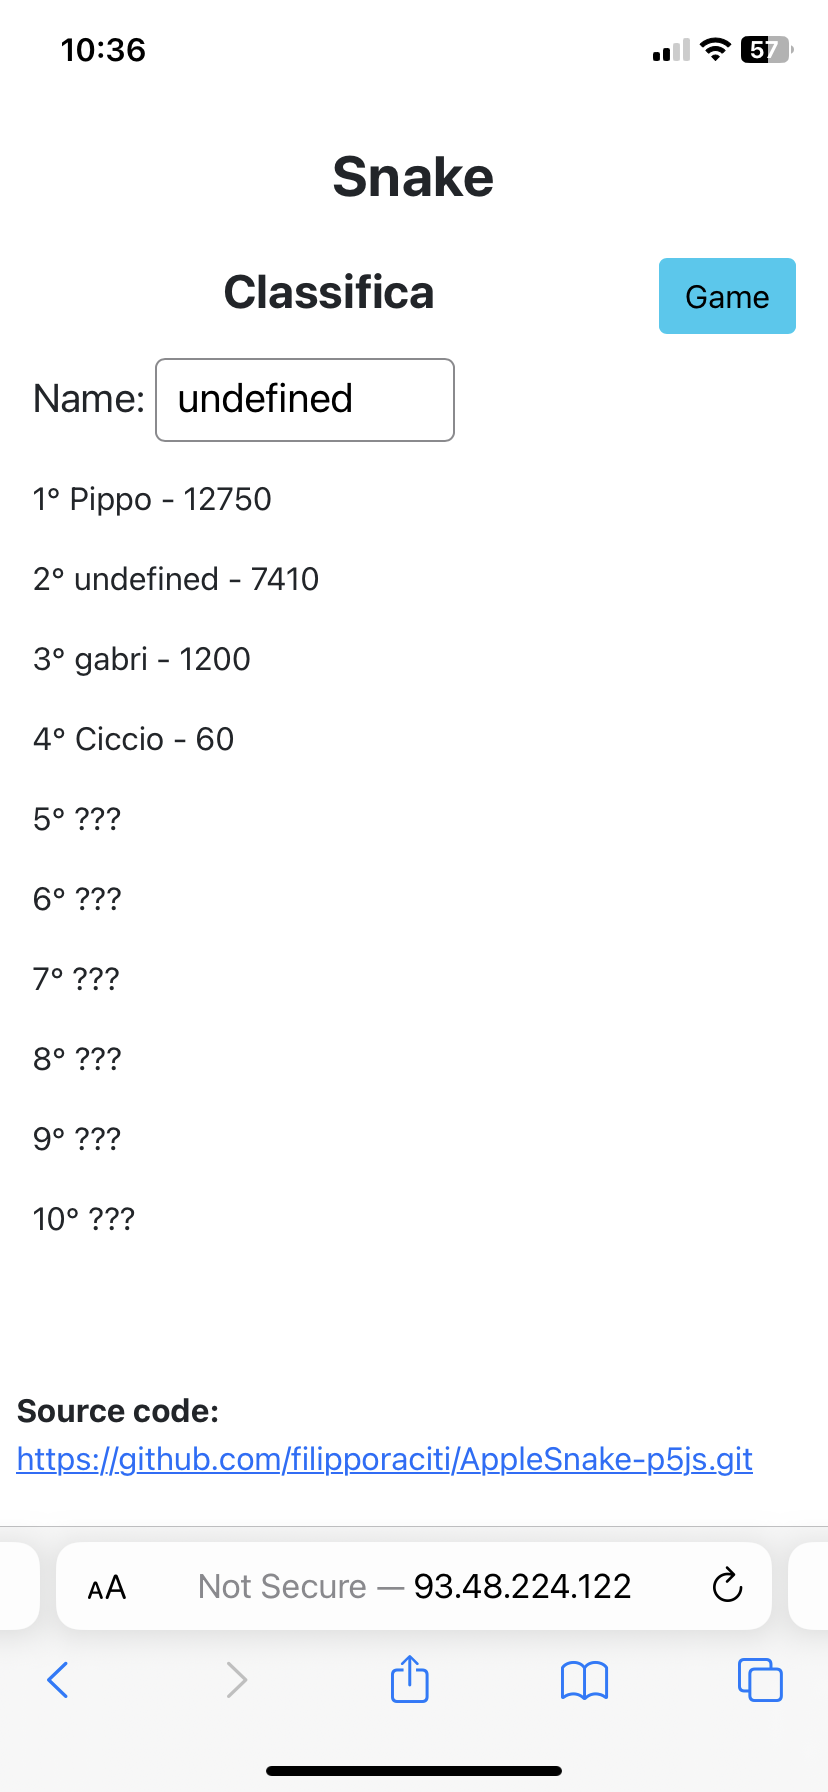 10:36
57
Snake
Classifica
Game
Name: undefined
1° Pippo - 12750
2° undefined - 7410
3° gabri - 1200
4° Ciccio - 60
5° ???
6° ???
7° ???
8° ???
9° ???
10° ???
Source code:
https://github.com/filipporaciti/AppleSnake-p5js.git
AA Not Secure — 93.48.224.122